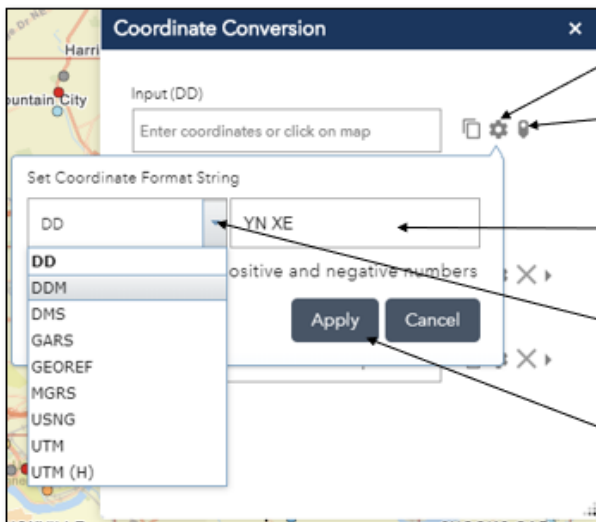 Coordinate Conversion
Harri
Input (DD)
Enter coordinates or click on map
Set Coordinate Format String
DD
YN XE
DD
DDM
DMS
GARS
GEOREF
MGRS
USNG
UTM
UTM (H)
ositive and negative numbers
Apply
Cancel
ountain City